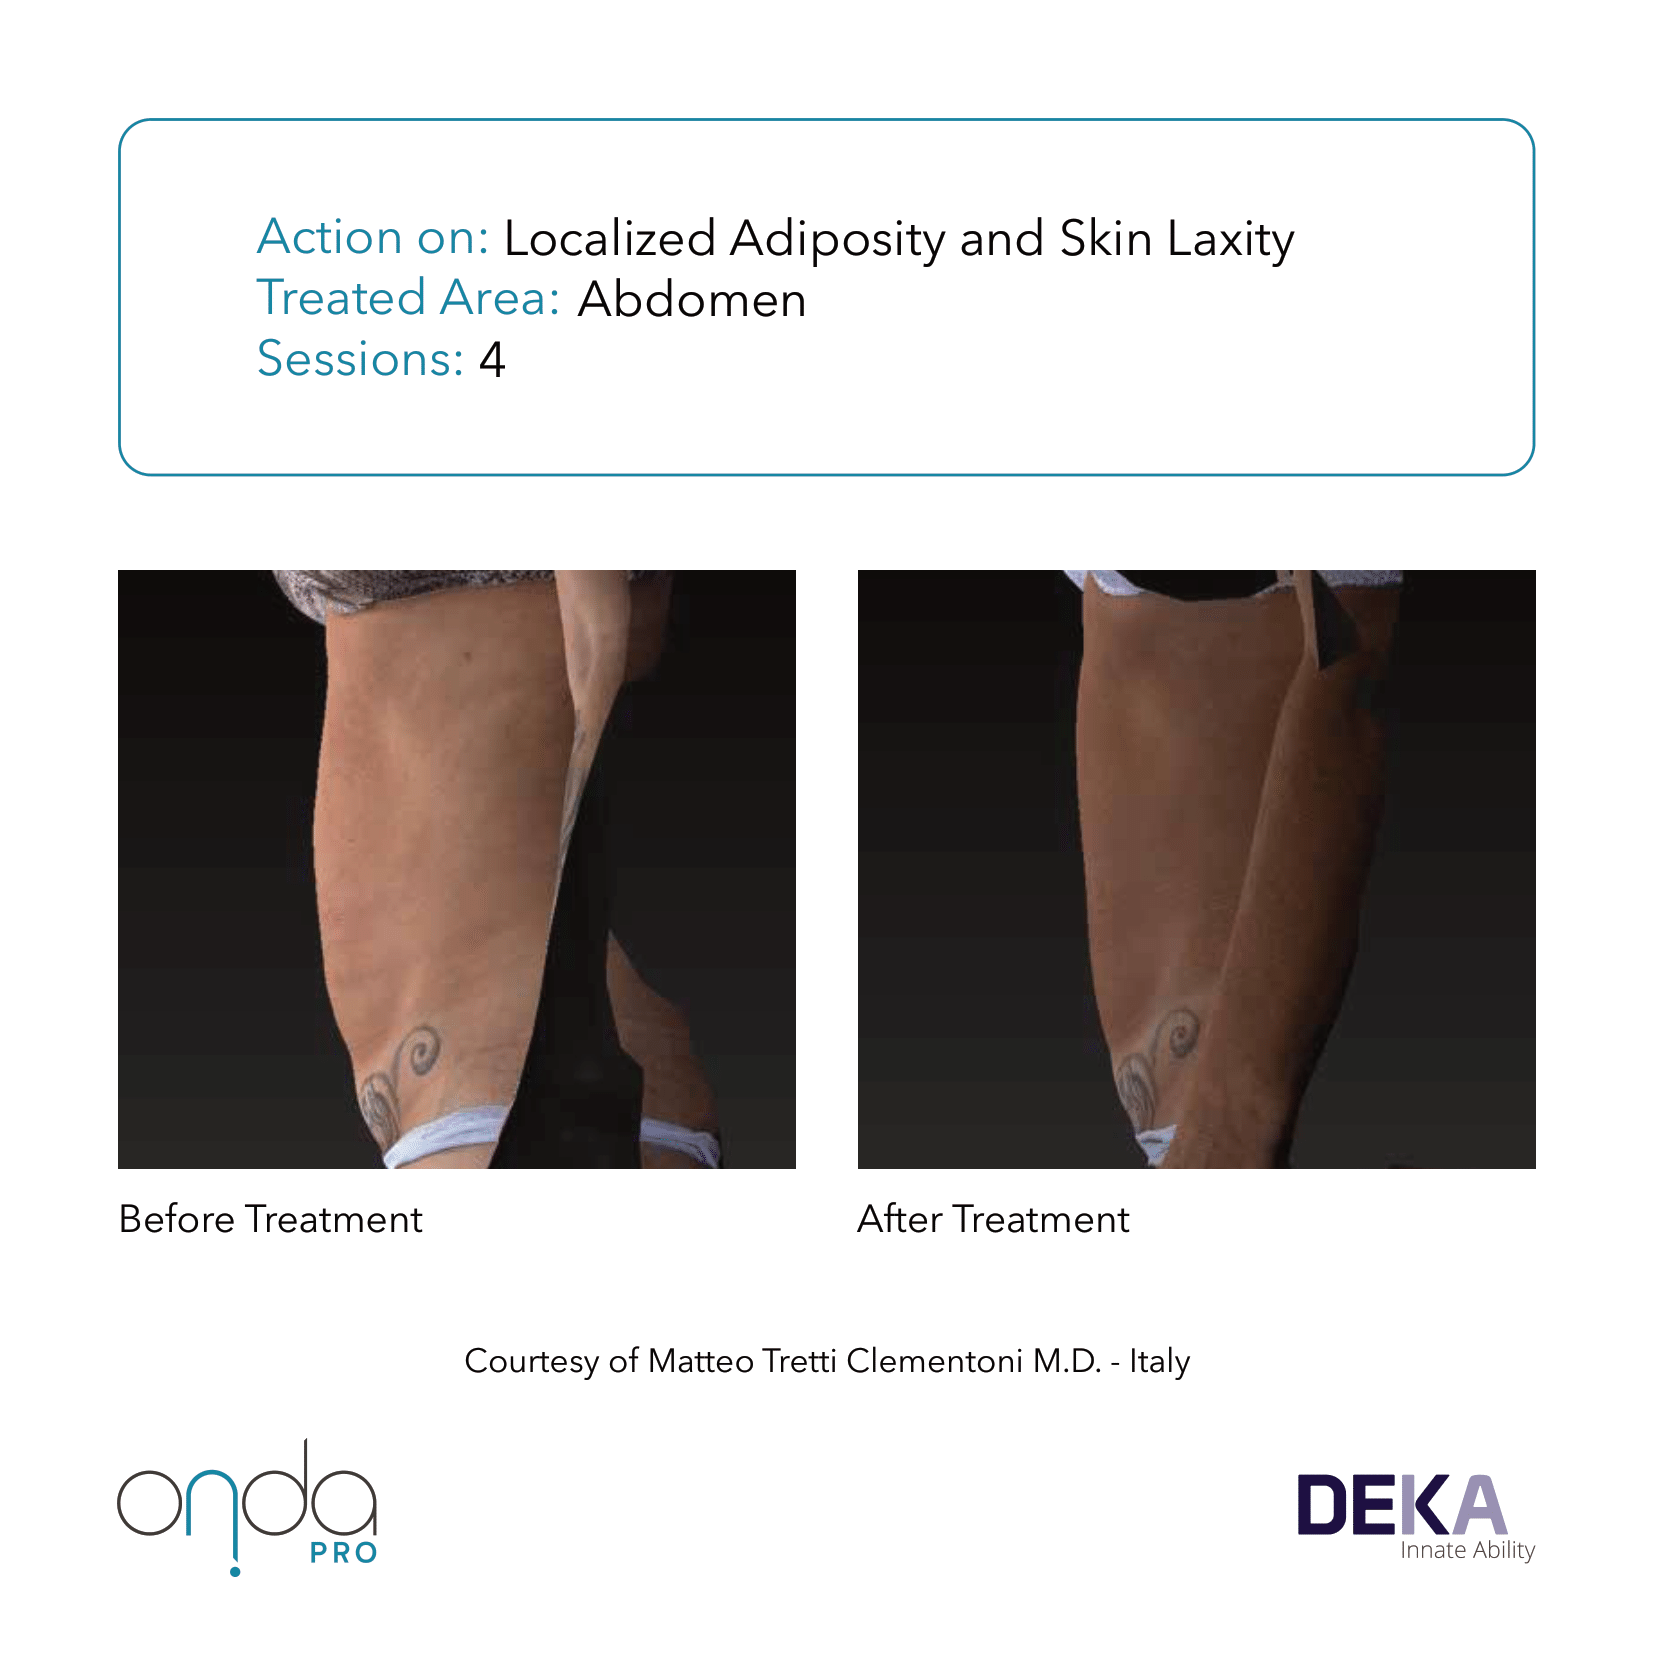 Action on: Localized Adiposity and Skin Laxity
Treated Area: Abdomen
Sessions: 4
Before Treatment
After Treatment
Courtesy of Matteo Tretti Clementoni M.D. - Italy
onda
PRO
DEKA
Innate Ability